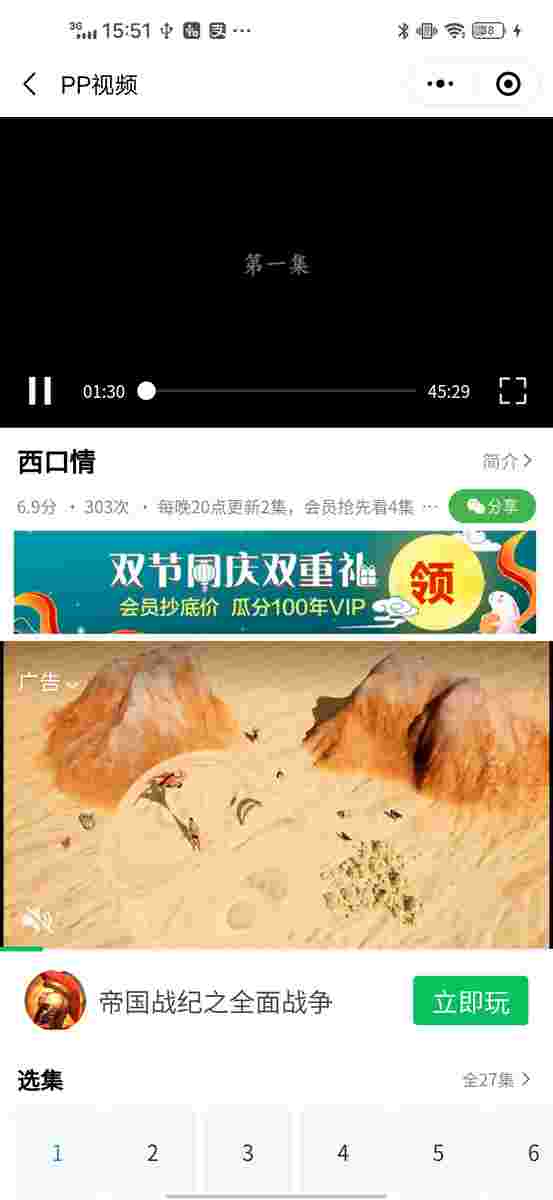 3G 15:51
PP视频
第一集
01:30
45:29
西口情
简介
6.9分 · 303次 · 每晚20点更新2集，会员抢先看4集 ···
分享
双节同庆双重礼
会员抄底价 瓜分100年VIP
领
广告
帝国战纪之全面战争
立即玩
选集
全27集
1 2 3 4 5 6